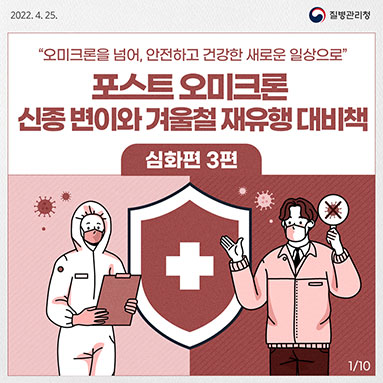 2022. 4. 25.
질병관리청
“오미크론을 넘어, 안전하고 건강한 새로운 일상으로”
포스트 오미크론
신종 변이와 겨울철 재유행 대비책
심화편 3편
1/10